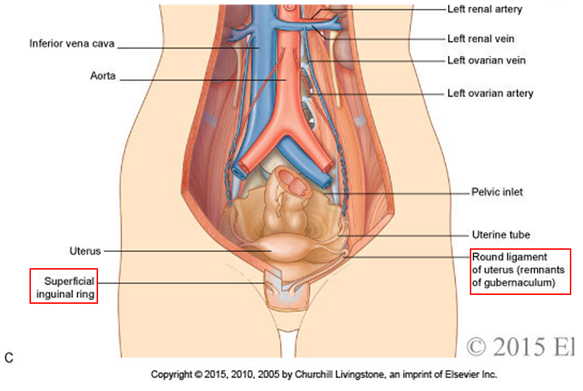 Left renal artery
Left renal vein
Inferior vena cava
Left ovarian vein
Aorta
Left ovarian artery
Pelvic inlet
Uterine tube
Uterus
Round ligament
of uterus (remnants
of gubernaculum)
Superficial
inguinal ring
C
© 2015 El
Copyright © 2015, 2010, 2005 by Churchill Livingstone, an imprint of Elsevier Inc.